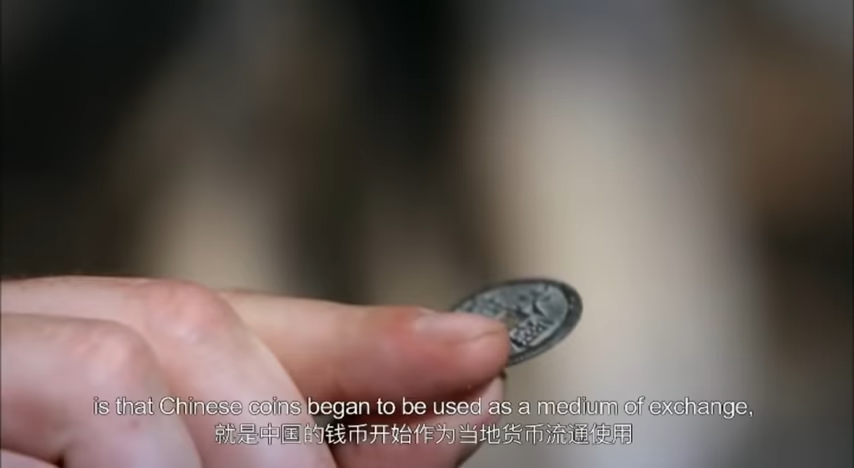 is that Chinese coins began to be used as a medium of exchange,
就是中国的钱币开始作为当地货币流通使用